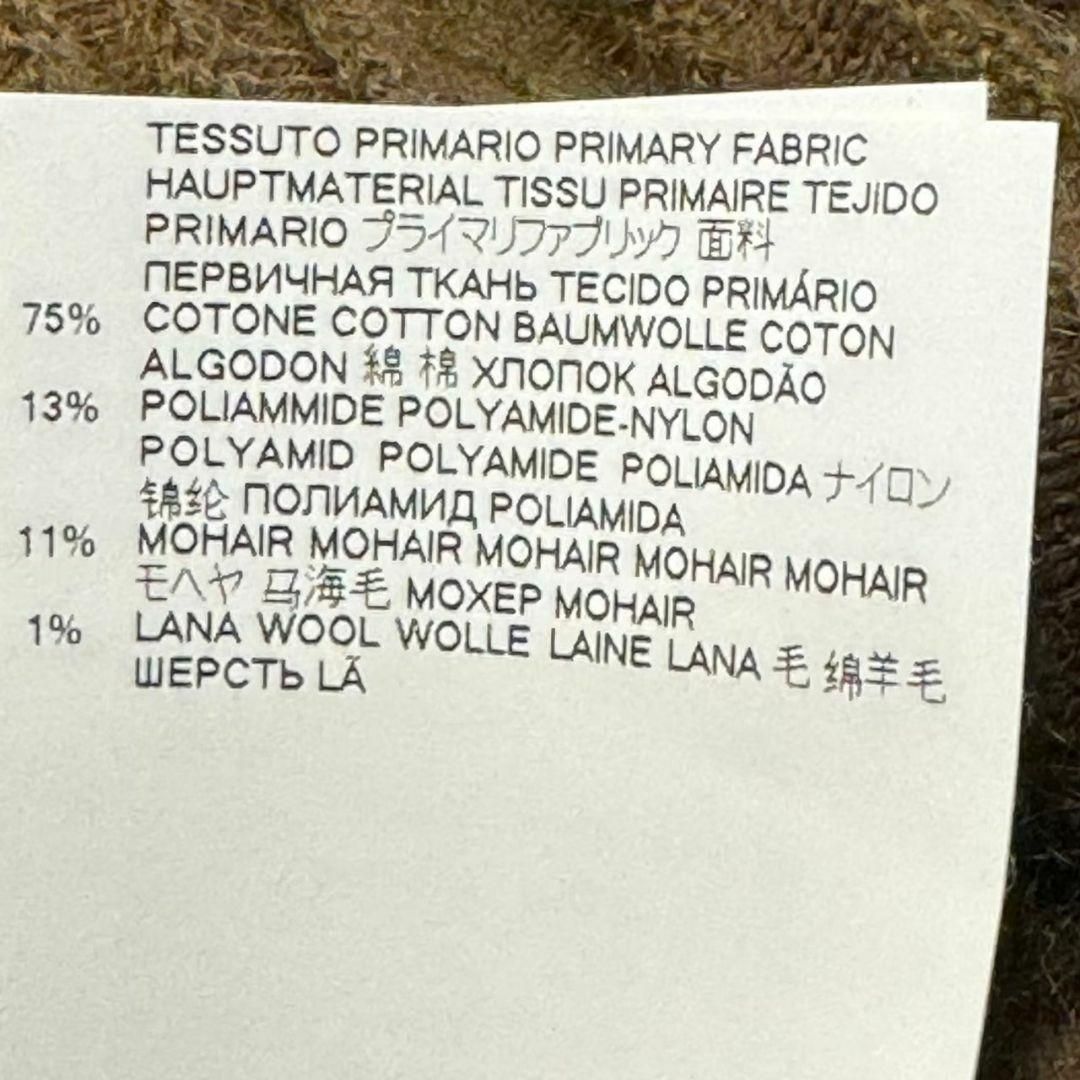 TESSUTO PRIMARIO PRIMARY FABRIC
HAUPTMATERIAL TISSU PRIMAIRE TEJIDO
PRIMARIO プライマリファブリック 面料
ПЕРВИЧНАЯ ТКАНЬ TECIDO PRIMÁRIO
75% COTONE COTTON BAUMWOLLE COTON
ALGODON 綿 棉 ХЛОПОК ALGODÃO
13% POLIAMMIDE POLYAMIDE-NYLON
POLYAMID POLYAMIDE POLIAMIDA ナイロン
锦纶 ПОЛИАМИД POLIAMIDA
11% MOHAIR MOHAIR MOHAIR MOHAIR MOHAIR
モヘヤ 马海毛 МОХЕР MOHAIR
1% LANA WOOL WOLLE LAINE LANA 毛 绵羊毛
ШЕРСТЬ LÃ